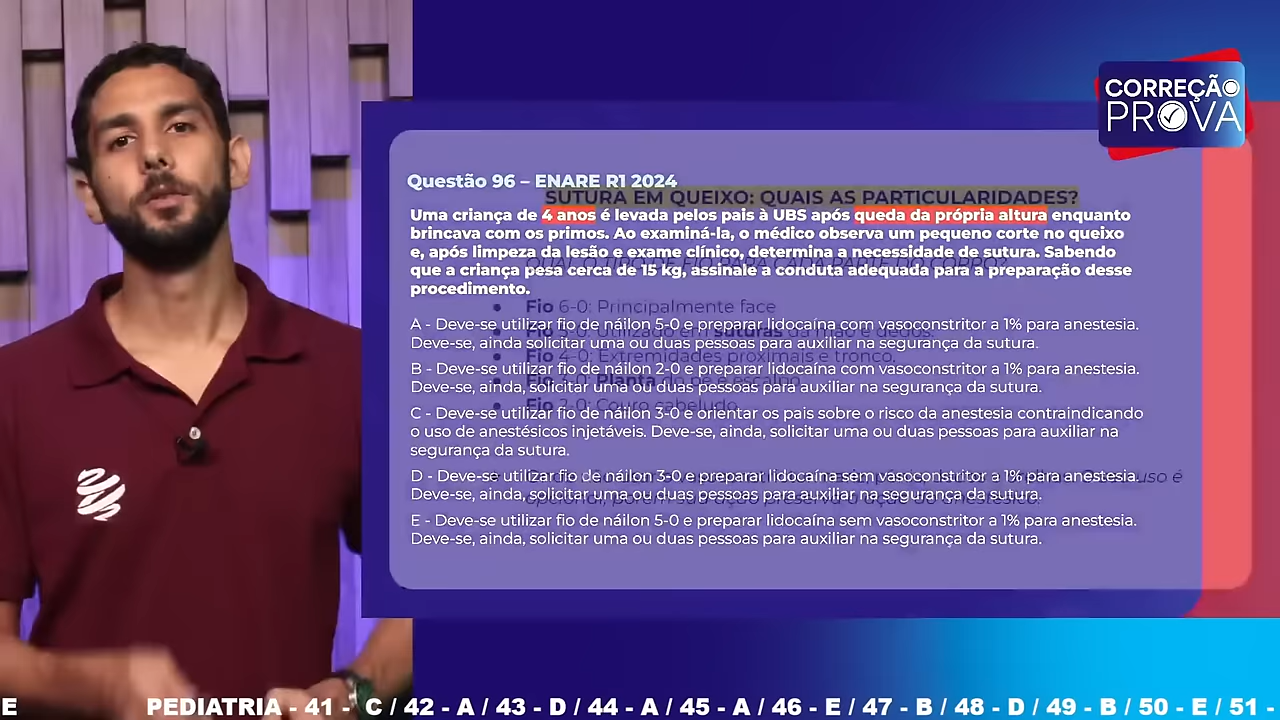 CORREÇÃO
PROVA
Questão 96 – ENARE R1 2024
SUTURA EM QUEIXO: QUAIS AS PARTICULARIDADES?
Uma criança de 4 anos é levada pelos pais à UBS após queda da própria altura enquanto
brincava com os primos. Ao examiná-la, o médico observa um pequeno corte no queixo
e, após limpeza da lesão e exame clínico, determina a necessidade de sutura. Sabendo
que a criança pesa cerca de 15 kg, assinale a conduta adequada para a preparação desse
procedimento.
• Fio 6-0: Principalmente face
A - Deve-se utilizar fio de náilon 5-0 e preparar lidocaína com vasoconstritor a 1% para anestesia.
Deve-se, ainda solicitar uma ou duas pessoas para auxiliar na segurança da sutura.
• Fio 4-0: Extremidades proximais e tronco.
B - Deve-se utilizar fio de náilon 2-0 e preparar lidocaína com vasoconstritor a 1% para anestesia.
Deve-se, ainda, solicitar uma ou duas pessoas para auxiliar na segurança da sutura.
Couro cabeludo
C - Deve-se utilizar fio de náilon 3-0 e orientar os pais sobre o risco da anestesia contraindicando
o uso de anestésicos injetáveis. Deve-se, ainda, solicitar uma ou duas pessoas para auxiliar na
segurança da sutura.
D - Deve-se utilizar fio de náilon 3-0 e preparar lidocaína sem vasoconstritor a 1% para anestesia.
Deve-se, ainda, solicitar uma ou duas pessoas para auxiliar na segurança da sutura.
E - Deve-se utilizar fio de náilon 5-0 e preparar lidocaína sem vasoconstritor a 1% para anestesia.
Deve-se, ainda, solicitar uma ou duas pessoas para auxiliar na segurança da sutura.
E PEDIATRIA - 41 - C / 42 - A / 43 - D / 44 - A / 45 - A / 46 - E / 47 - B / 48 - D / 49 - B / 50 - E / 51 -